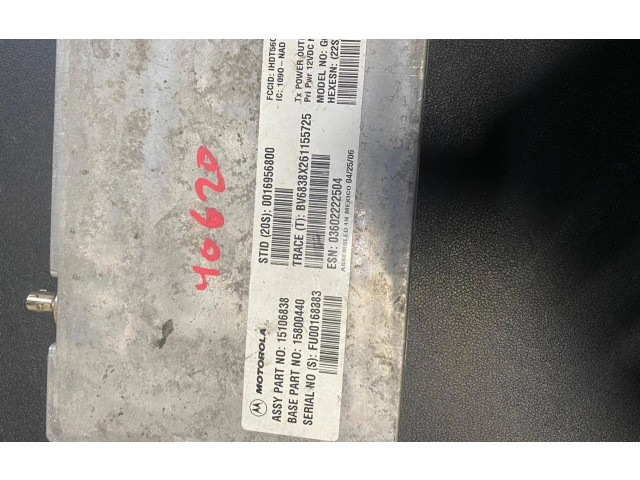 MOTOROLA
ASSY PART NO: 15106838
BASE PART NO: 15800440
SERIAL NO (S): FU00168383
STID (20S): 0016956800
TRACE (T): BV6838X261155725
ESN: 03602222504
ASSEMBLED IN MEXICO 04/25/06
FCCID: IHDT56
IC: 1090-NAD
Tx POWER OUT
Pri Pwr 12VDC
MODEL NO: G
HEXESN: (22S
40620